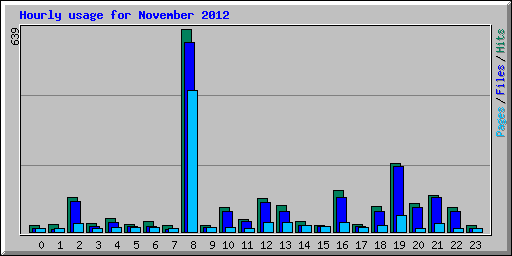 Hourly usage for November 2012
639
Pages/Files/Hits
0 1 2 3 4 5 6 7 8 9 10 11 12 13 14 15 16 17 18 19 20 21 22 23